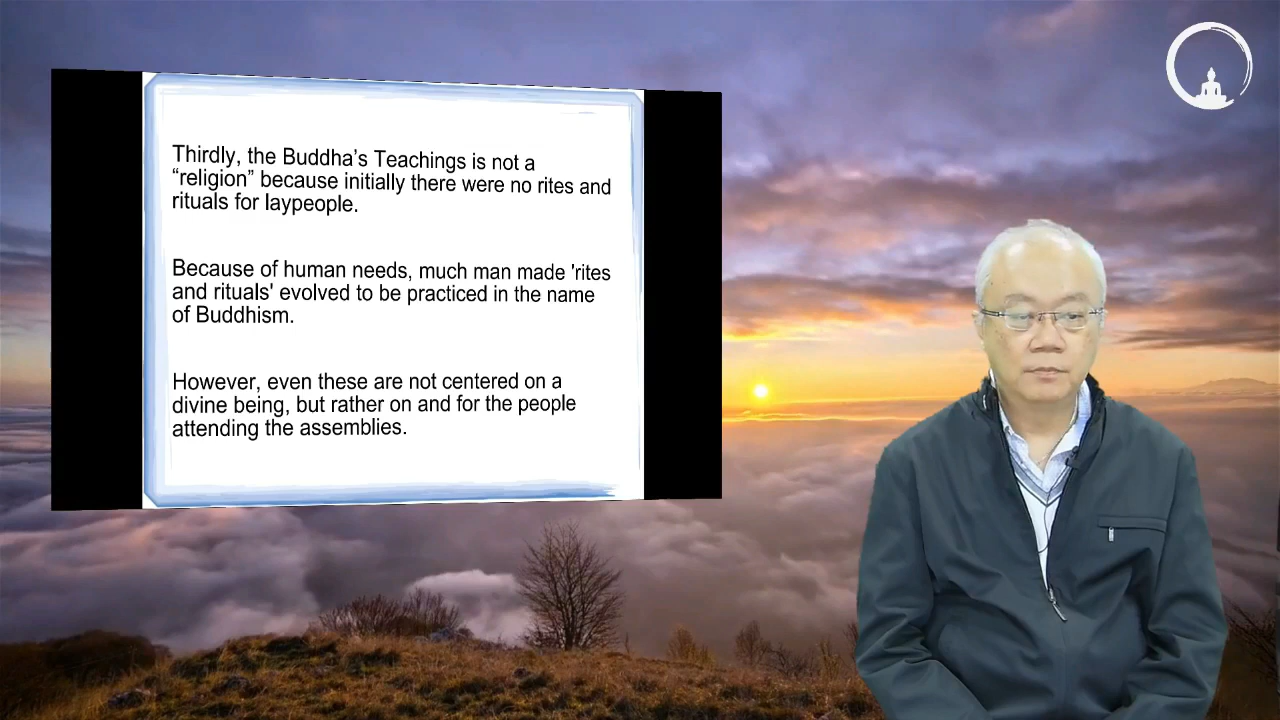 Thirdly, the Buddha’s Teachings is not a
“religion” because initially there were no rites and
rituals for laypeople.
Because of human needs, much man made 'rites
and rituals' evolved to be practiced in the name
of Buddhism.
However, even these are not centered on a
divine being, but rather on and for the people
attending the assemblies.